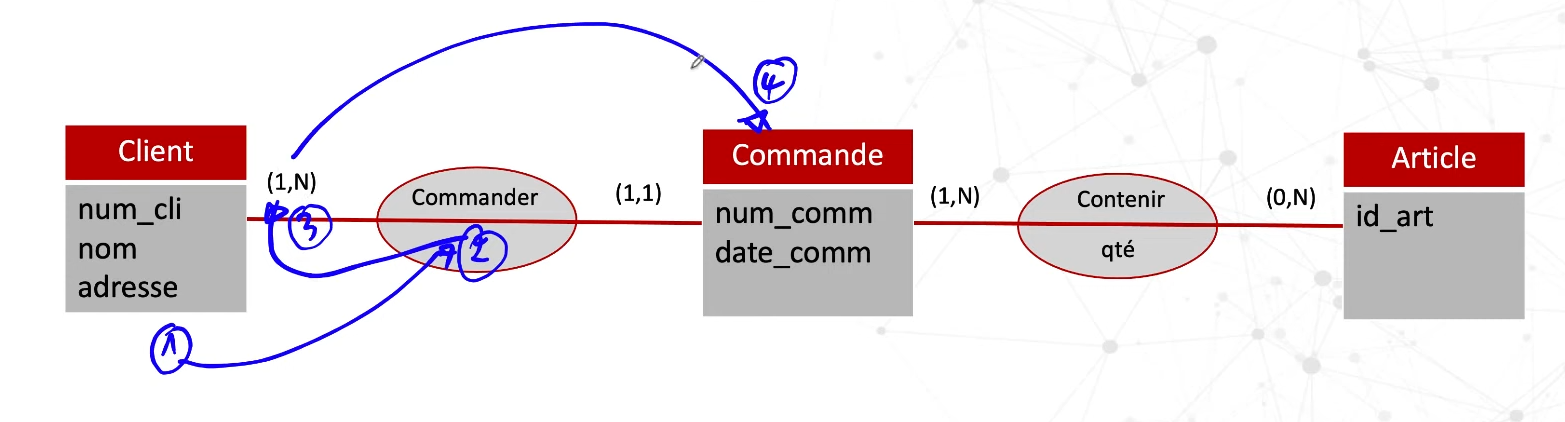 4
Client
Commande
Article
(1,N)
Commander
(1,1)
(1,N)
Contenir
(0,N)
num_cli
nom
adresse
3
2
num_comm
date_comm
qté
id_art
1